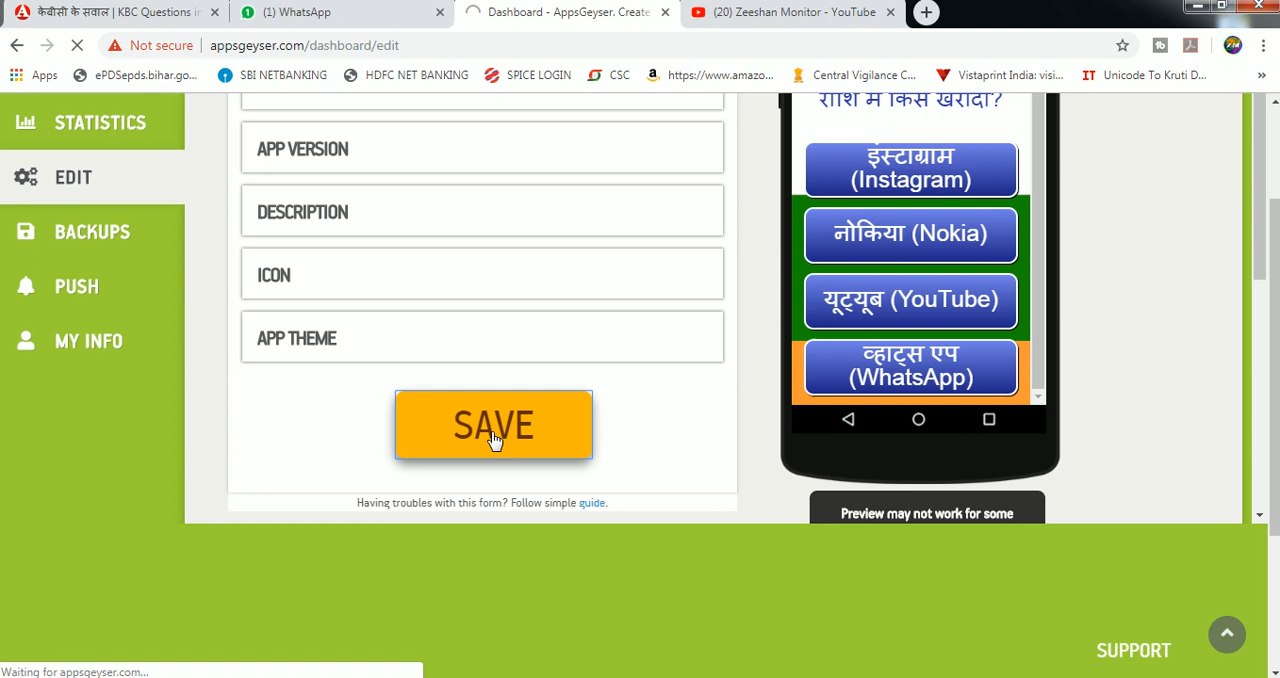 केबीसी के सवाल | KBC Questions in
(1) WhatsApp
Dashboard - AppsGeyser. Create
(20) Zeeshan Monitor - YouTube
Not secure
appsgeyser.com/dashboard/edit
Apps
ePDSepds.bihar.go...
SBI NETBANKING
HDFC NET BANKING
SPICE LOGIN
CSC
https://www.amazo...
Central Vigilance C...
Vistaprint India: visi...
Unicode To Kruti D...
»
STATISTICS
EDIT
BACKUPS
PUSH
MY INFO
APP VERSION
DESCRIPTION
ICON
APP THEME
SAVE
Having troubles with this form? Follow simple guide.
राशि में किसे खरीदा?
इंस्टाग्राम
(Instagram)
नोकिया (Nokia)
यूट्यूब (YouTube)
व्हाट्स एप
(WhatsApp)
Preview may not work for some
SUPPORT
Waiting for appsgeyser.com...